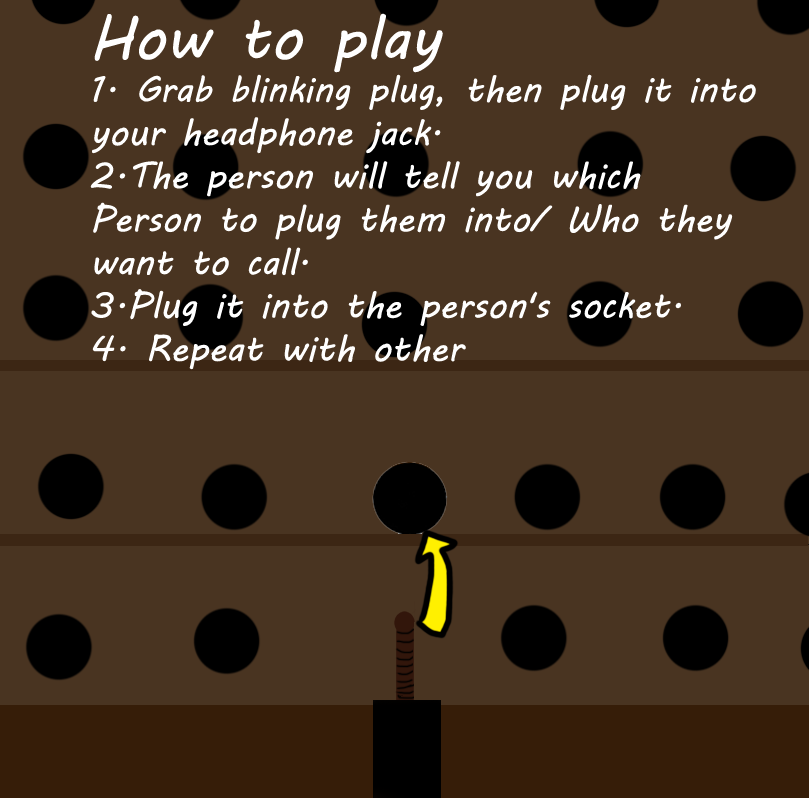 How to play
1. Grab blinking plug, then plug it into
your headphone jack.
2.The person will tell you which
Person to plug them into/ Who they
want to call.
3.Plug it into the person's socket.
4. Repeat with other